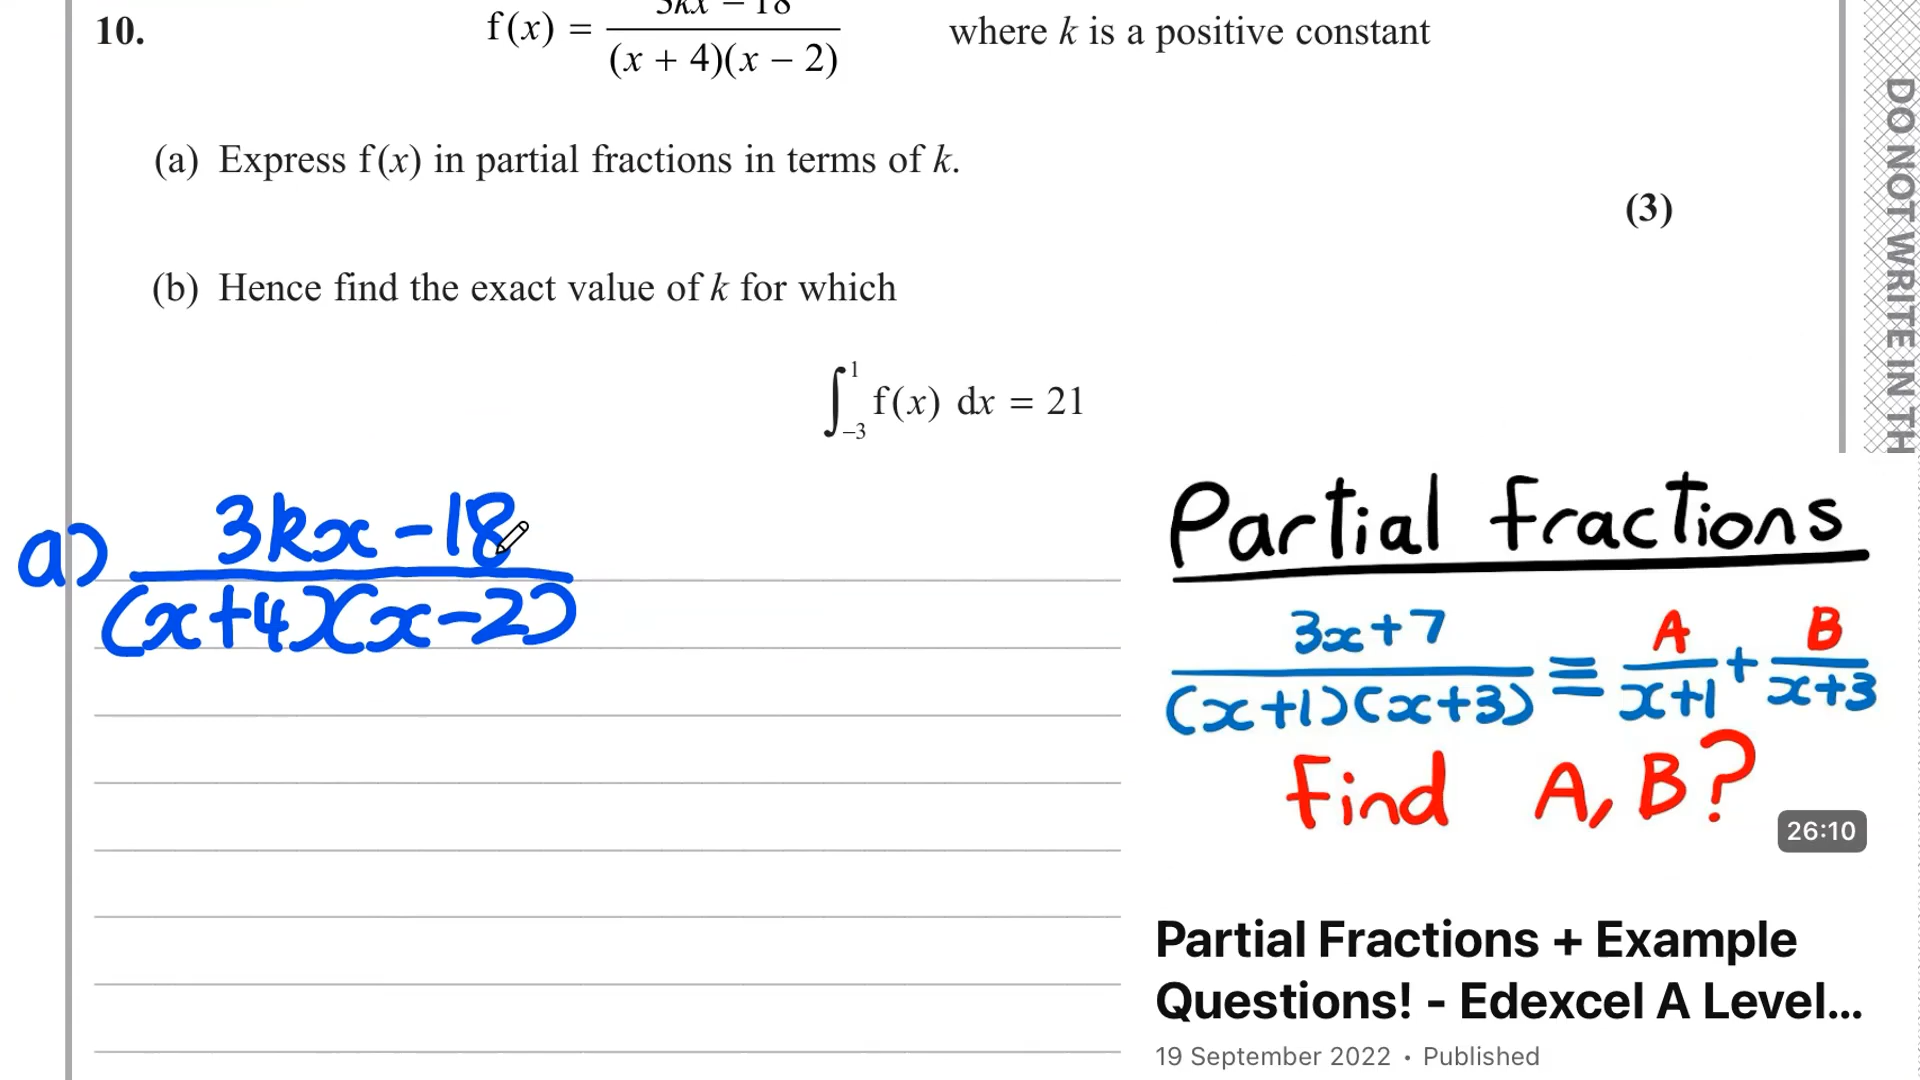 10.
f(x) = 3kx − 18 / (x + 4)(x − 2) where k is a positive constant
(a) Express f(x) in partial fractions in terms of k.
(3)
(b) Hence find the exact value of k for which
∫₋₃¹ f(x) dx = 21
a) 3kx − 18 / (x+4)(x−2)
Partial fractions
3x+7 / (x+1)(x+3) ≡ A / x+1 + B / x+3
Find A, B?
26:10
Partial Fractions + Example
Questions! - Edexcel A Level...
19 September 2022 • Published
DO NOT WRITE IN TH